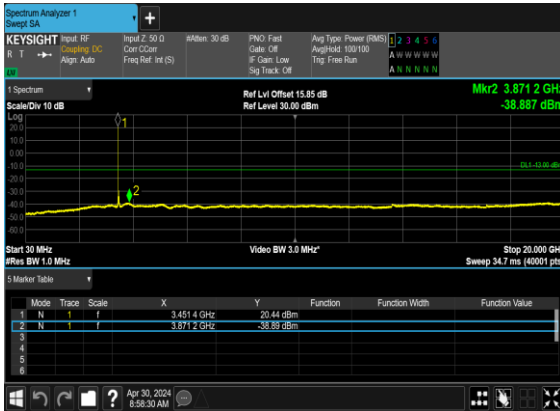 Spectrum Analyzer 1
Swept SA
+
KEYSIGHT Input: RF Input Z: 50 Ω #Atten: 30 dB PNO: Fast Avg Type: Power (RMS) 1 2 3 4 5 6
R T Coupling: DC Corr CCorr Gate: Off Avg|Hold: 100/100 A W W W W W
Align: Auto Freq Ref: Int (S) IF Gain: Low Trig: Free Run
Sig Track: Off A N N N N N
1 Spectrum Ref Lvl Offset 15.85 dB Mkr2 3.871 2 GHz
Scale/Div 10 dB Ref Level 30.00 dBm -38.887 dBm
Log
20.0
10.0
0.00
-10.0
-20.0
-30.0
-40.0
-50.0
-60.0
1
2
DL1 -13.00 dBm
Start 30 MHz Video BW 3.0 MHz* Stop 20.000 GHz
#Res BW 1.0 MHz Sweep 34.7 ms (40001 pts)
5 Marker Table
Mode Trace Scale X Y Function Function Width Function Value
1 N 1 f 3.451 4 GHz 20.44 dBm
2 N 1 f 3.871 2 GHz -38.89 dBm
3
4
5
6
? Apr 30, 2024
8:58:30 AM